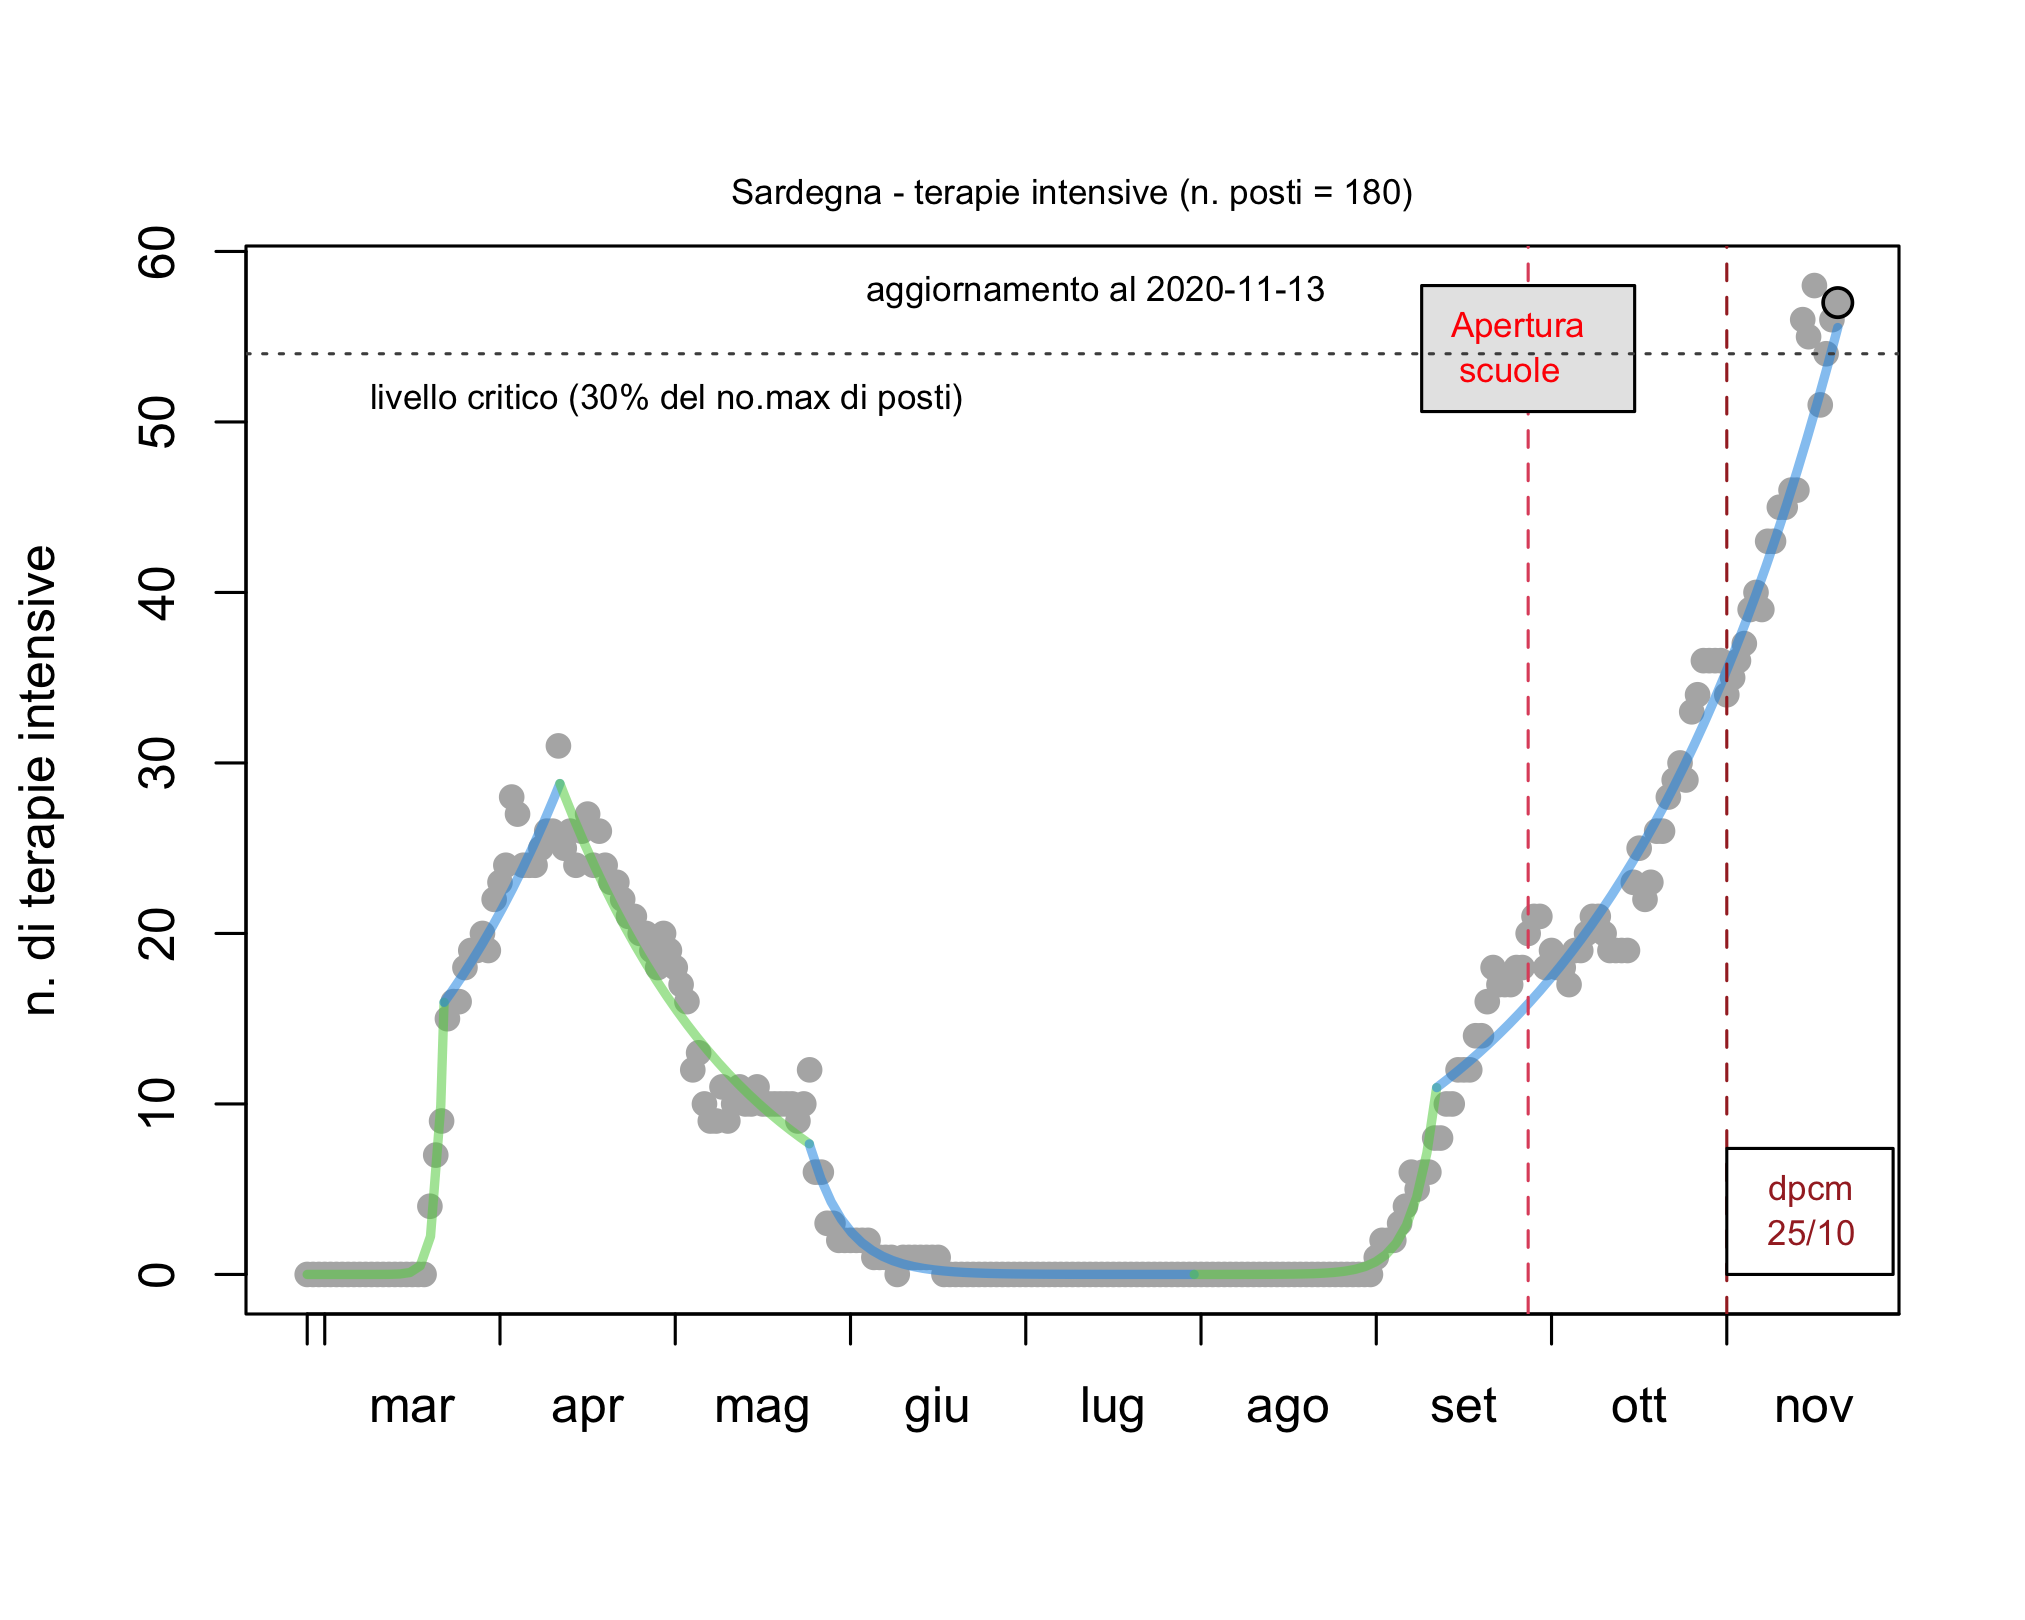 Sardegna - terapie intensive (n. posti = 180)
aggiornamento al 2020-11-13
Apertura
scuole
livello critico (30% del no.max di posti)
n. di terapie intensive
60
50
40
30
20
10
0
dpcm
25/10
mar apr mag giu lug ago set ott nov